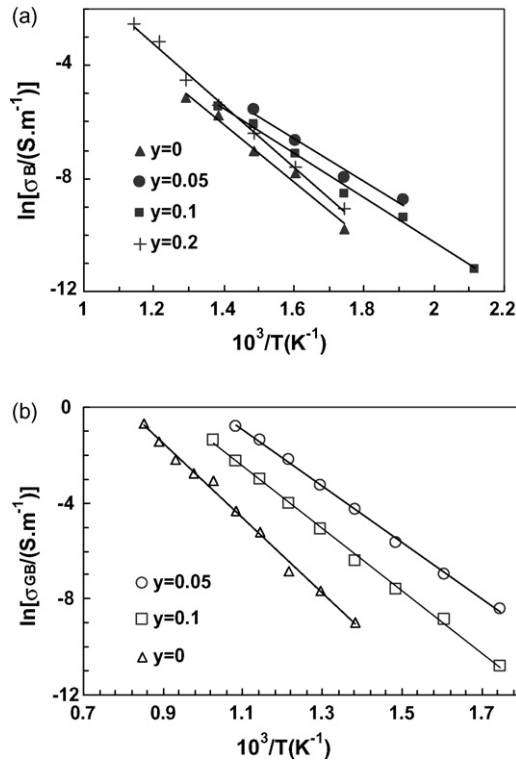 (a)
-4
-8
-12
ln[σB/(S.m⁻¹)]
y=0
y=0.05
y=0.1
y=0.2
1 1.2 1.4 1.6 1.8 2 2.2
10³/T(K⁻¹)
(b)
0
-4
-8
-12
ln[σGB/(S.m⁻¹)]
y=0.05
y=0.1
y=0
0.7 0.9 1.1 1.3 1.5 1.7
10³/T(K⁻¹)